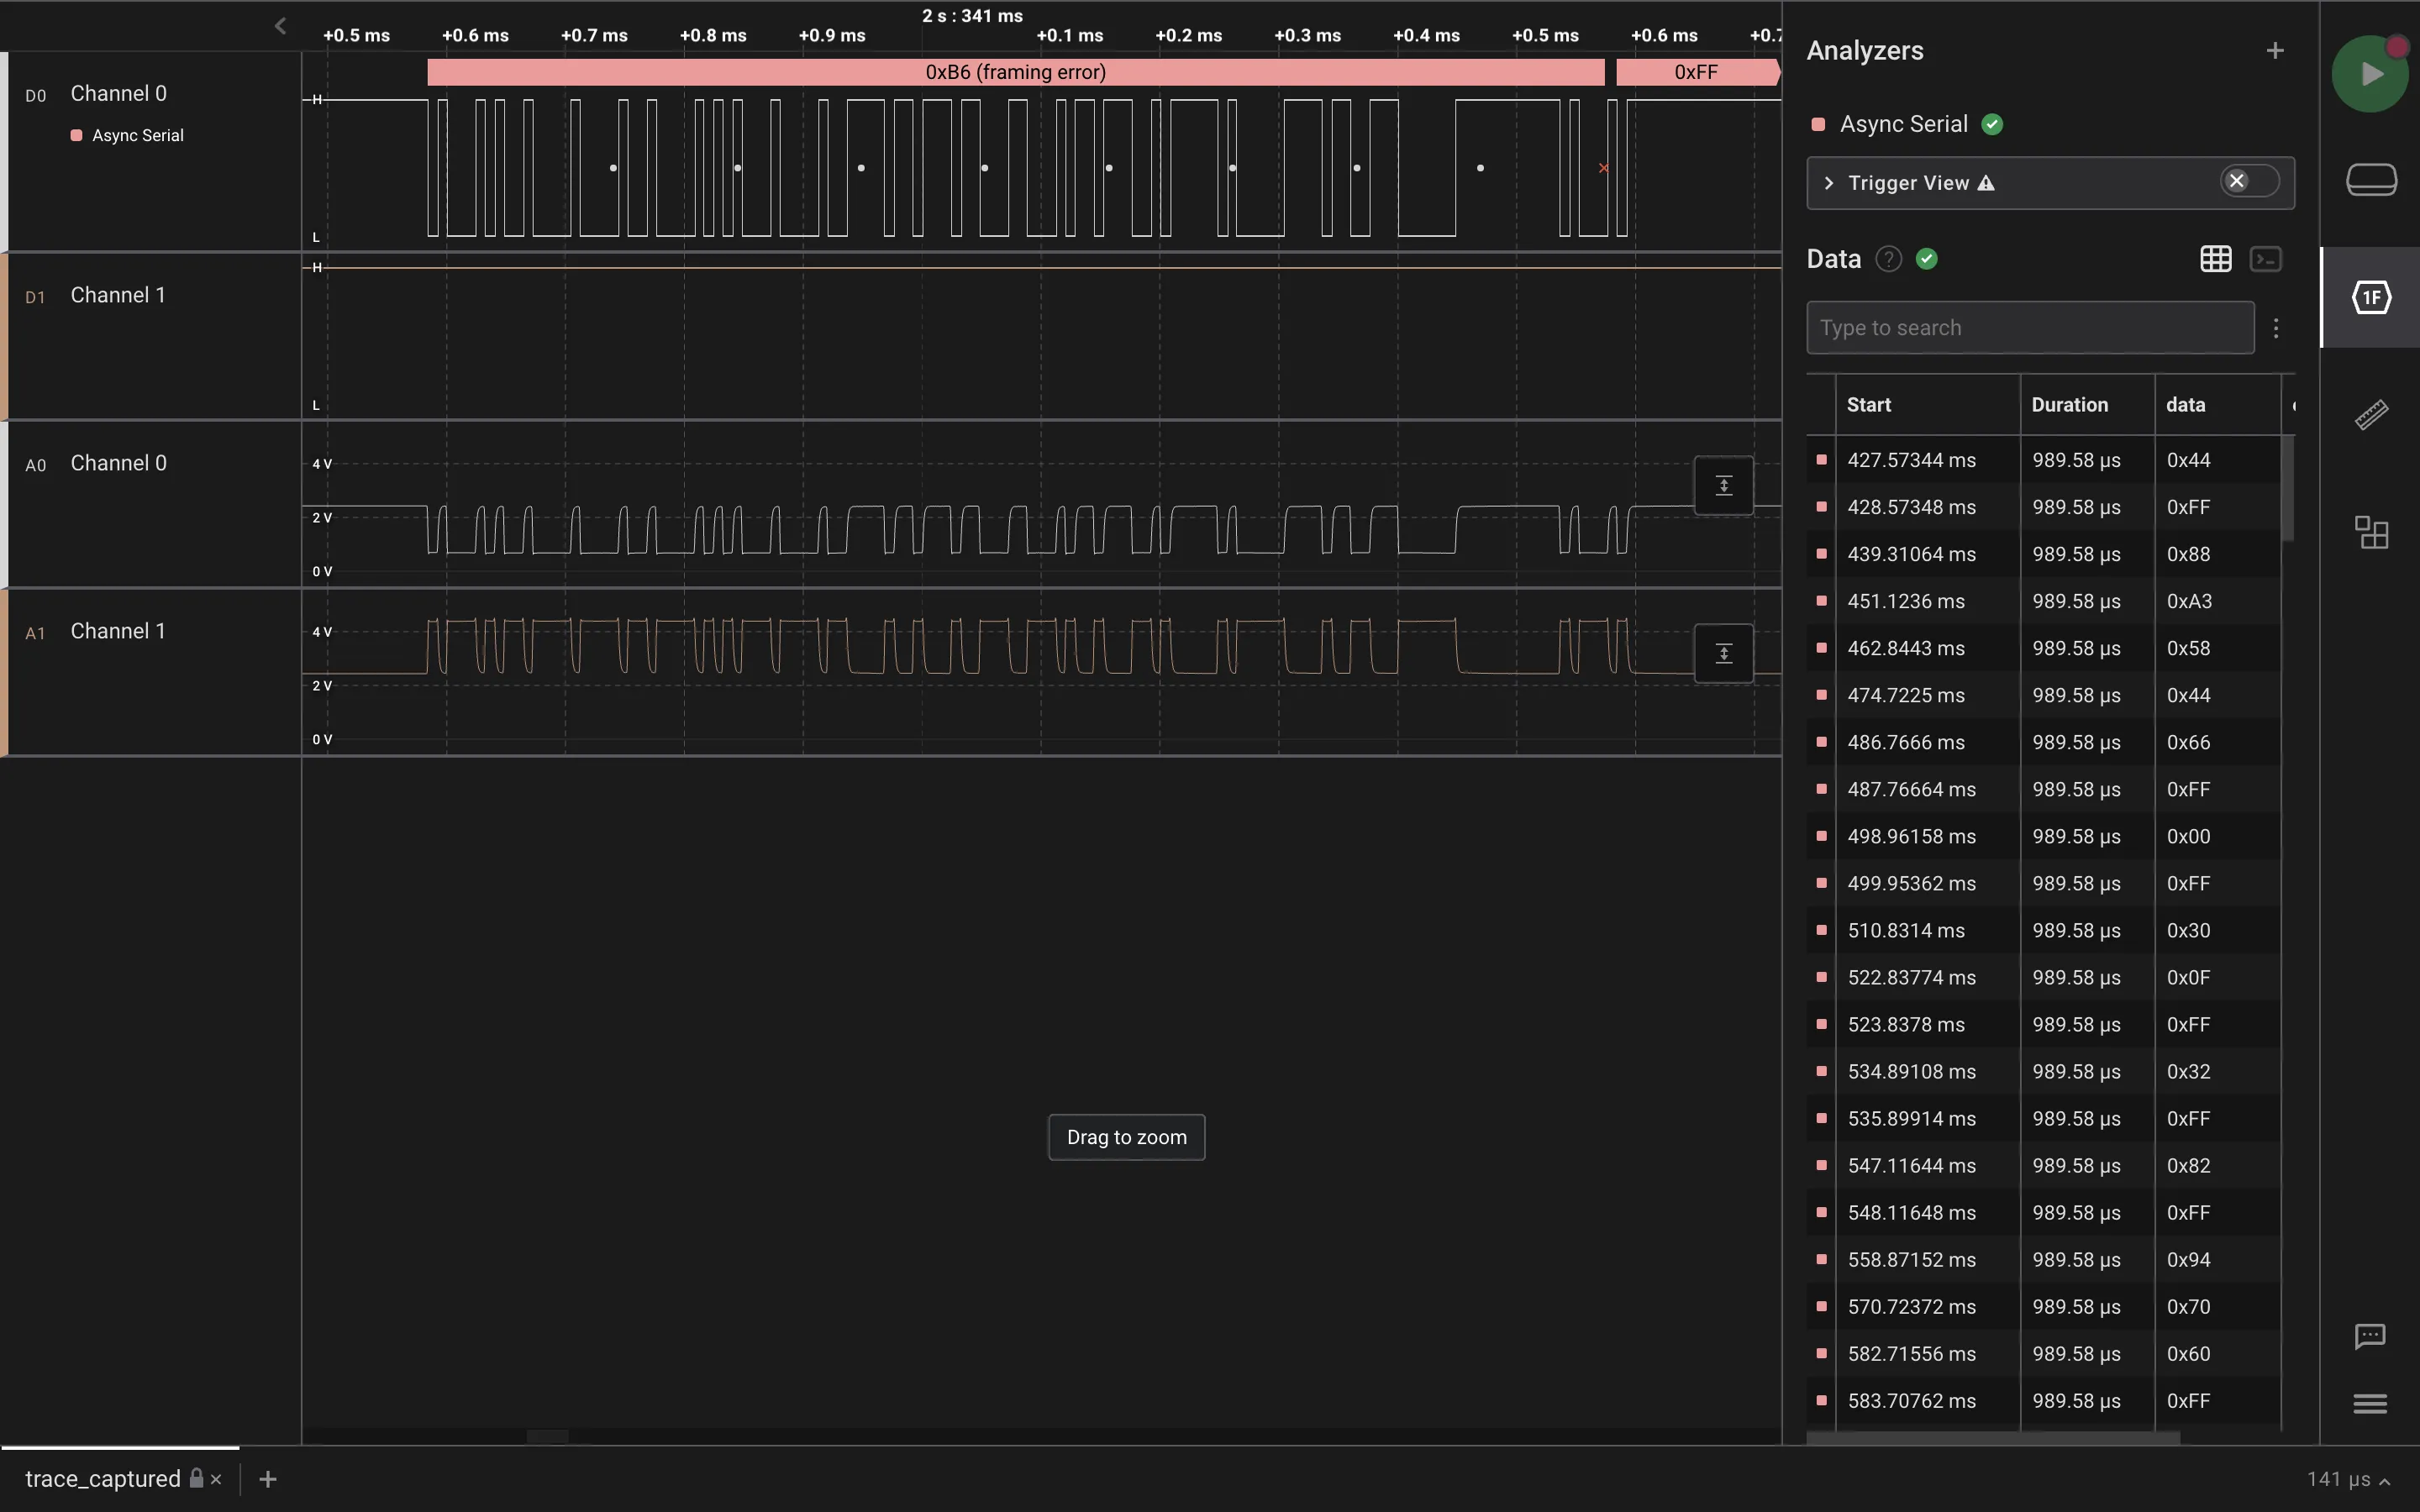 2 s : 341 ms
+0.5 ms +0.6 ms +0.7 ms +0.8 ms +0.9 ms +0.1 ms +0.2 ms +0.3 ms +0.4 ms +0.5 ms +0.6 ms +0.7
0xB6 (framing error) 0xFF
D0 Channel 0
Async Serial
H
L
D1 Channel 1
H
L
A0 Channel 0
4 V
2 V
0 V
A1 Channel 1
4 V
2 V
0 V
Drag to zoom
Analyzers
Async Serial
Trigger View
Data
Type to search
Start Duration data
427.57344 ms 989.58 μs 0x44
428.57348 ms 989.58 μs 0xFF
439.31064 ms 989.58 μs 0x88
451.1236 ms 989.58 μs 0xA3
462.8443 ms 989.58 μs 0x58
474.7225 ms 989.58 μs 0x44
486.7666 ms 989.58 μs 0x66
487.76664 ms 989.58 μs 0xFF
498.96158 ms 989.58 μs 0x00
499.95362 ms 989.58 μs 0xFF
510.8314 ms 989.58 μs 0x30
522.83774 ms 989.58 μs 0x0F
523.8378 ms 989.58 μs 0xFF
534.89108 ms 989.58 μs 0x32
535.89914 ms 989.58 μs 0xFF
547.11644 ms 989.58 μs 0x82
548.11648 ms 989.58 μs 0xFF
558.87152 ms 989.58 μs 0x94
570.72372 ms 989.58 μs 0x70
582.71556 ms 989.58 μs 0x60
583.70762 ms 989.58 μs 0xFF
1F
trace_captured
141 μs